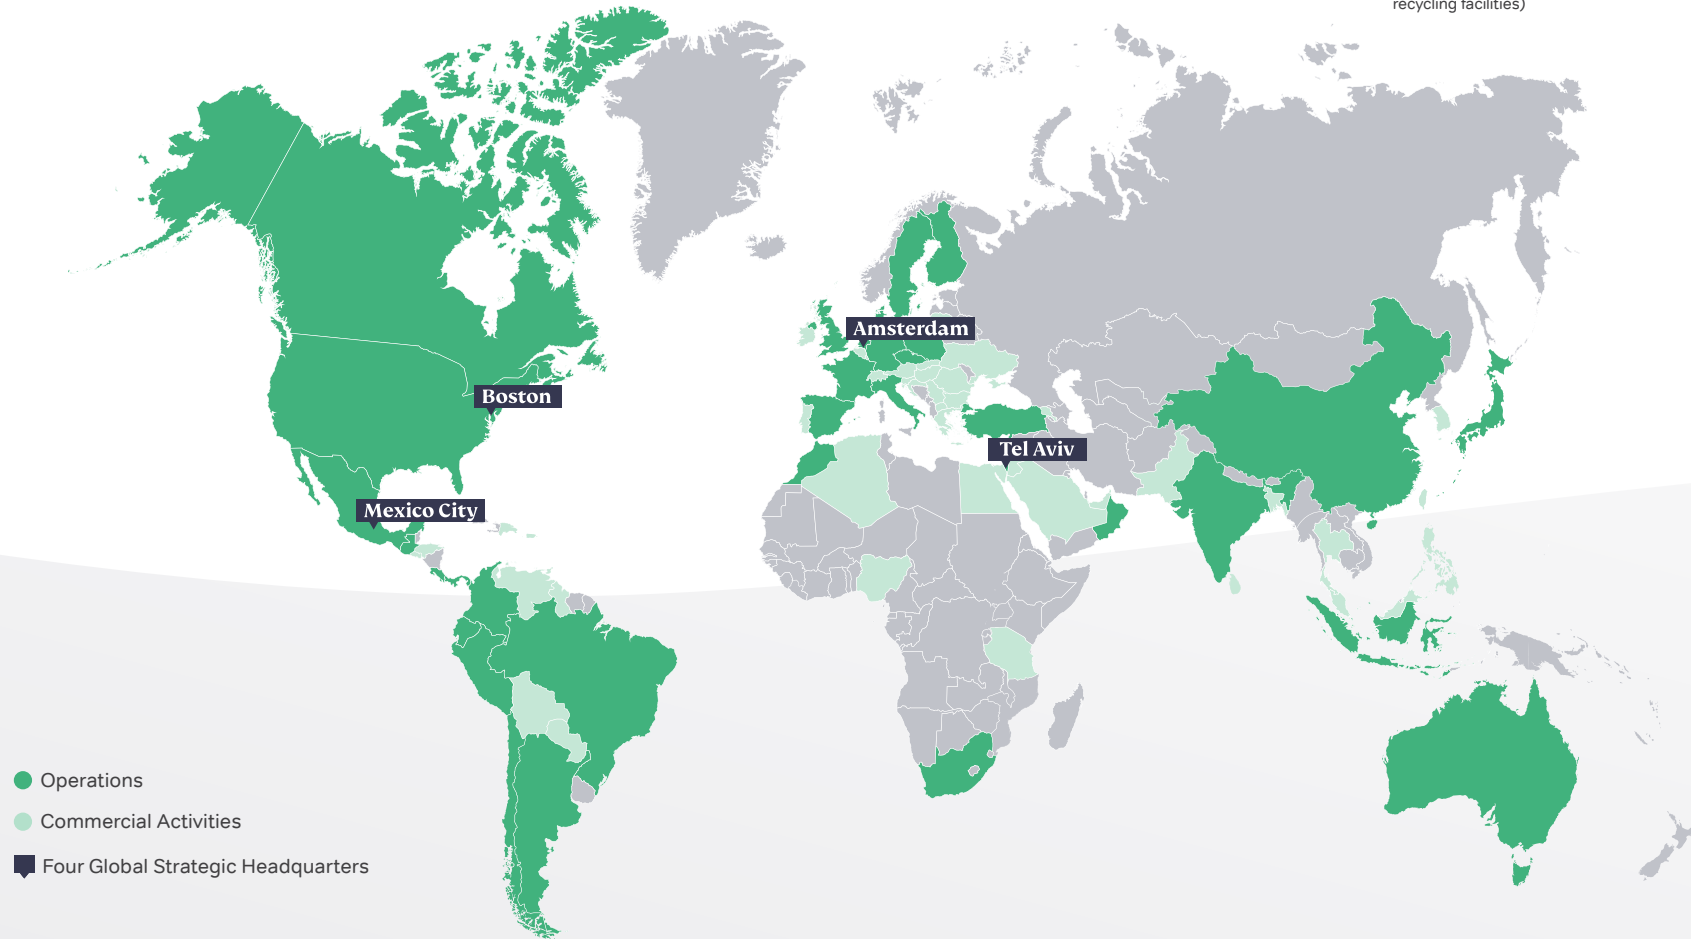 recycling facilities)
Amsterdam
Boston
Tel Aviv
Mexico City
Operations
Commercial Activities
Four Global Strategic Headquarters